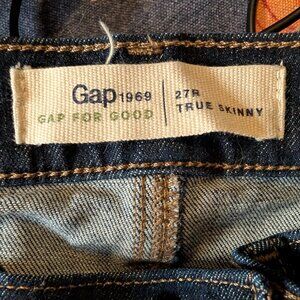 Gap 1969
GAP FOR GOOD
27R
TRUE SKINNY